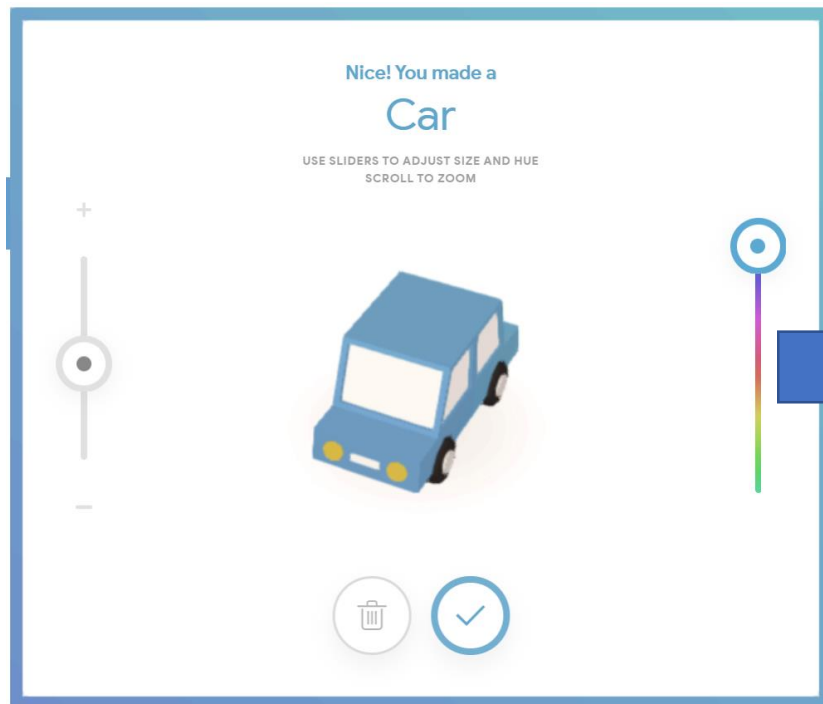 Nice! You made a
Car
USE SLIDERS TO ADJUST SIZE AND HUE
SCROLL TO ZOOM